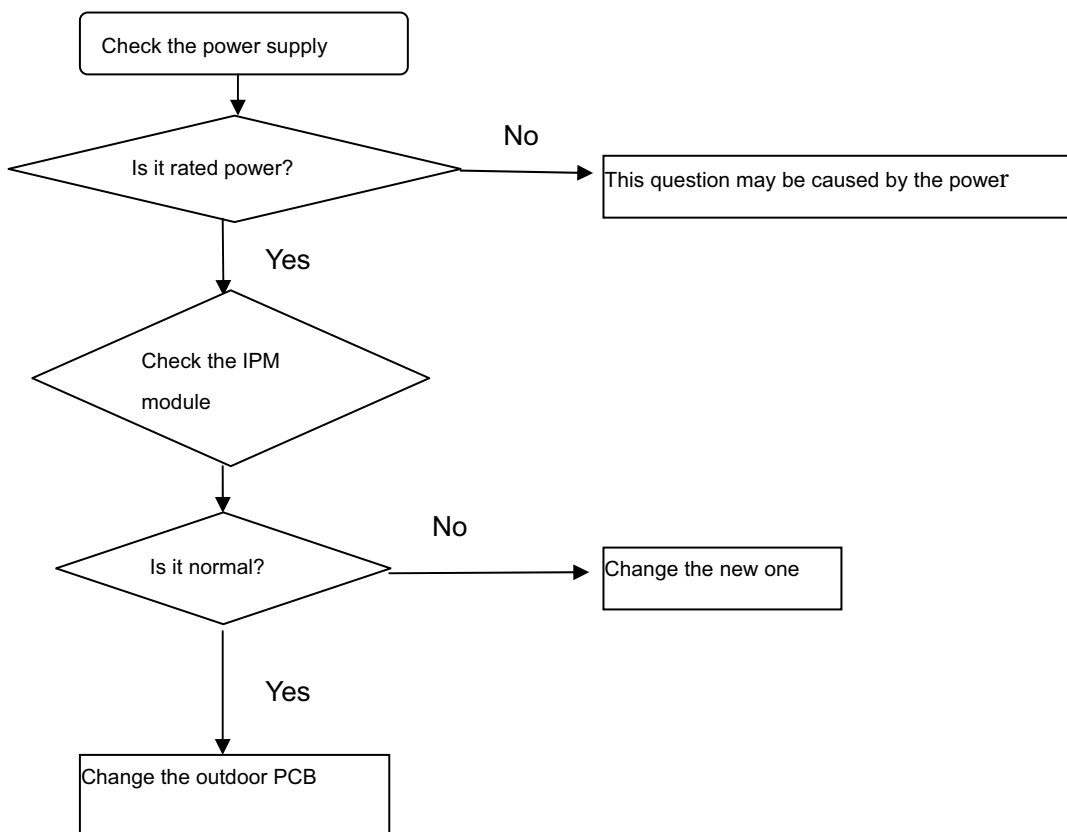 Check the power supply
No
Is it rated power?
This question may be caused by the power
Yes
Check the IPM
module
No
Is it normal?
Change the new one
Yes
Change the outdoor PCB